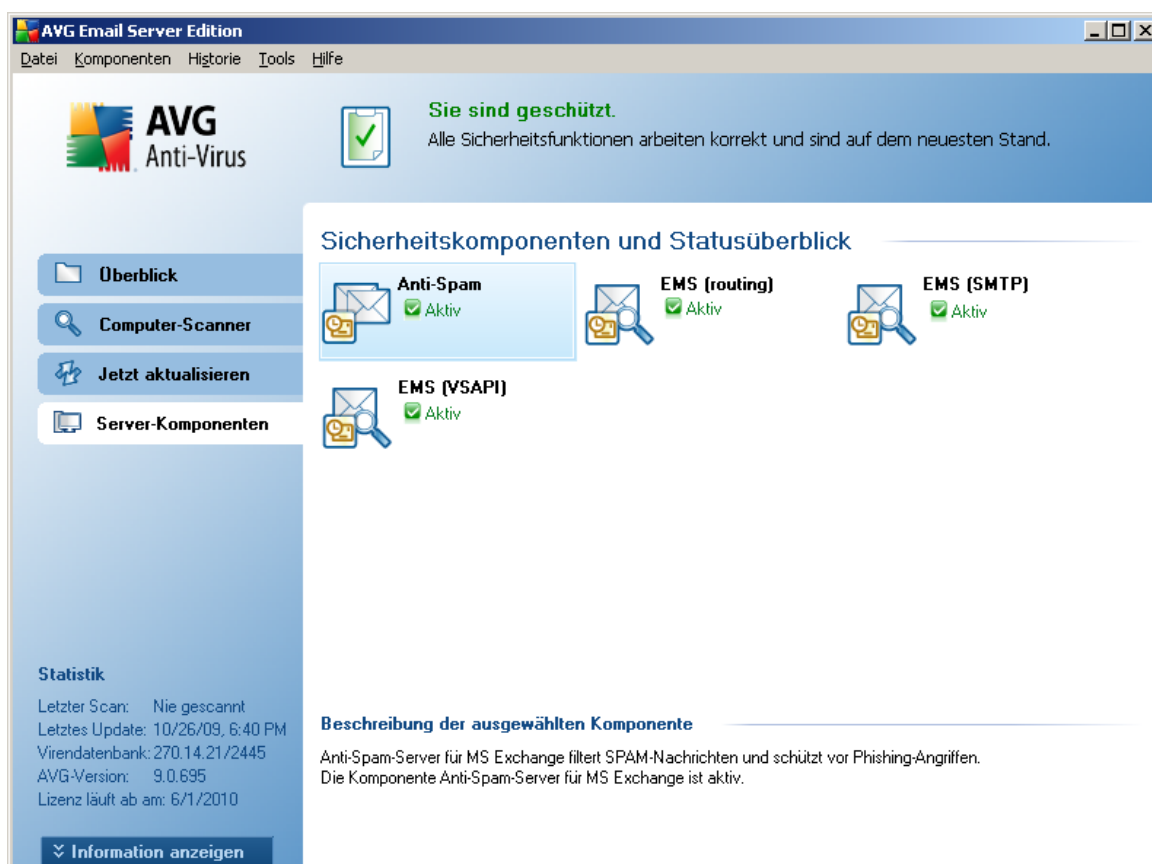 AVG Email Server Edition
Datei Komponenten Historie Tools Hilfe
AVG
Anti-Virus
Sie sind geschützt.
Alle Sicherheitsfunktionen arbeiten korrekt und sind auf dem neuesten Stand.
Überblick
Computer-Scanner
Jetzt aktualisieren
Server-Komponenten
Sicherheitskomponenten und Statusüberblick
Anti-Spam
Aktiv
EMS (routing)
Aktiv
EMS (SMTP)
Aktiv
EMS (VSAPI)
Aktiv
Statistik
Letzter Scan: Nie gescannt
Letztes Update: 10/26/09, 6:40 PM
Virendatenbank: 270.14.21/2445
AVG-Version: 9.0.695
Lizenz läuft ab am: 6/1/2010
Information anzeigen
Beschreibung der ausgewählten Komponente
Anti-Spam-Server für MS Exchange filtert SPAM-Nachrichten und schützt vor Phishing-Angriffen.
Die Komponente Anti-Spam-Server für MS Exchange ist aktiv.